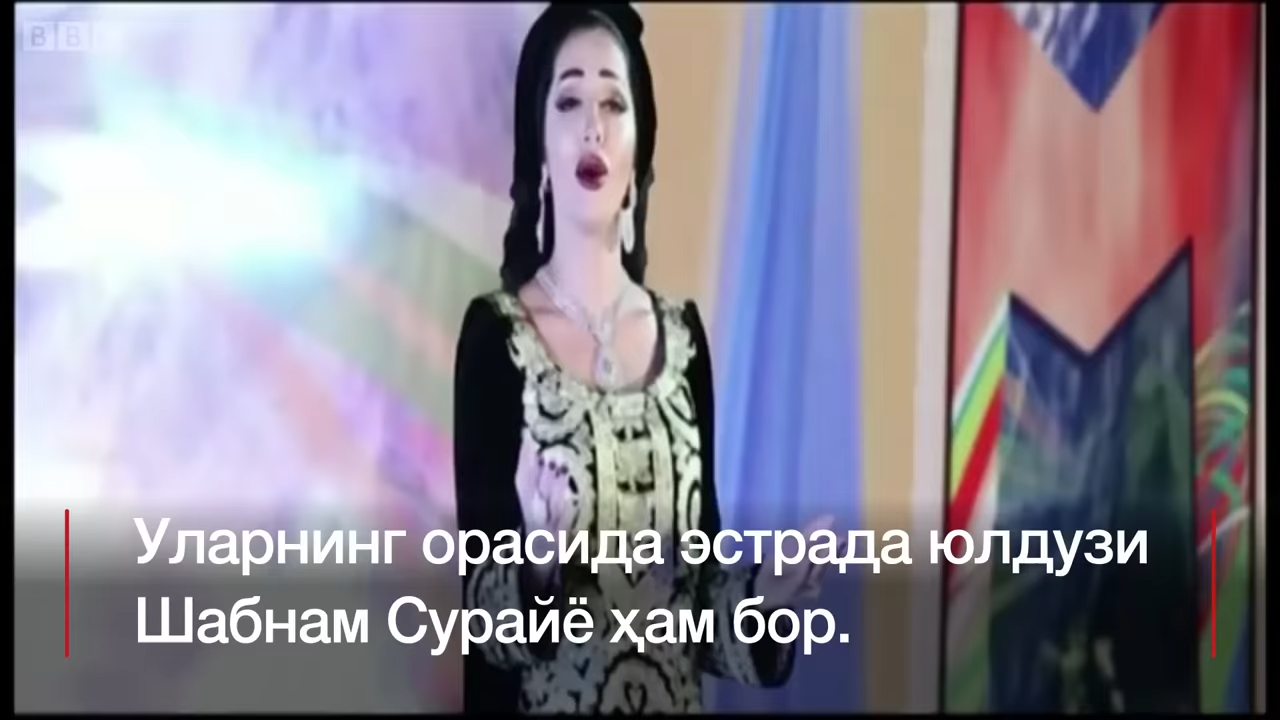 BBC
Уларнинг орасида эстрада юлдузи
Шабнам Сурайё ҳам бор.